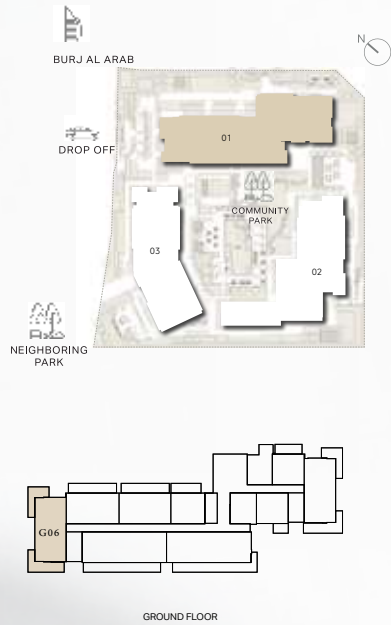 N
BURJ AL ARAB
01
DROP OFF
COMMUNITY
PARK
03
02
NEIGHBORING
PARK
G06
GROUND FLOOR